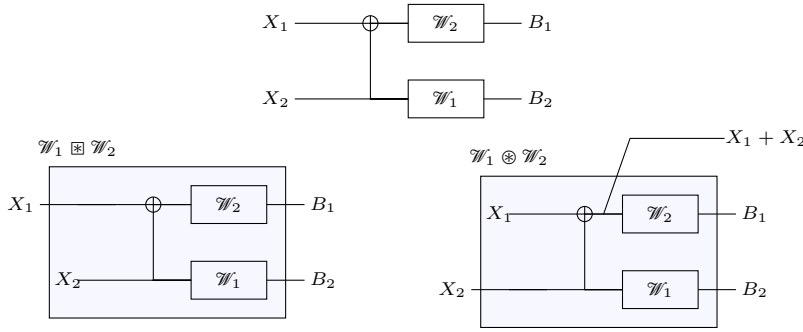 X₁ ⊕ 𝒲₂ B₁
X₂ 𝒲₁ B₂
𝒲₁ ⊞ 𝒲₂
X₁ ⊕ 𝒲₂ B₁
X₂ 𝒲₁ B₂
X₁ + X₂
𝒲₁ ⊛ 𝒲₂
X₁ ⊕ 𝒲₂ B₁
X₂ 𝒲₁ B₂